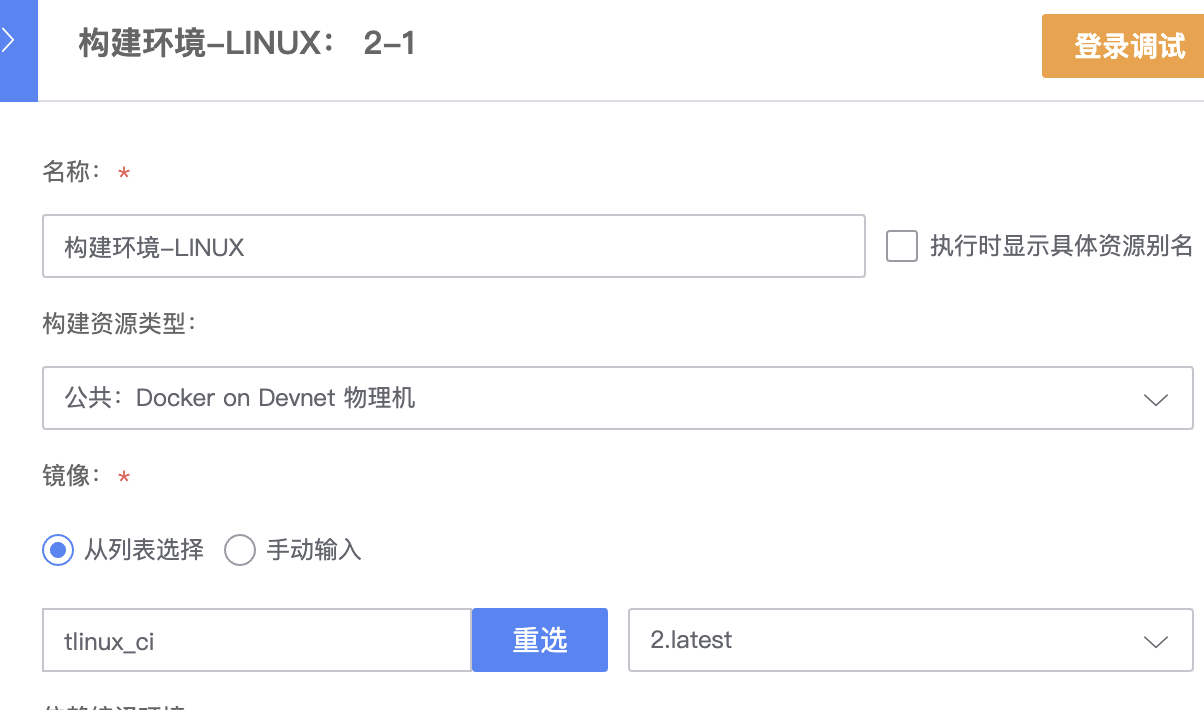 构建环境-LINUX： 2-1
登录调试
名称： *
构建环境-LINUX
执行时显示具体资源别名
构建资源类型：
公共：Docker on Devnet 物理机
镜像： *
从列表选择 手动输入
tlinux_ci 重选 2.latest